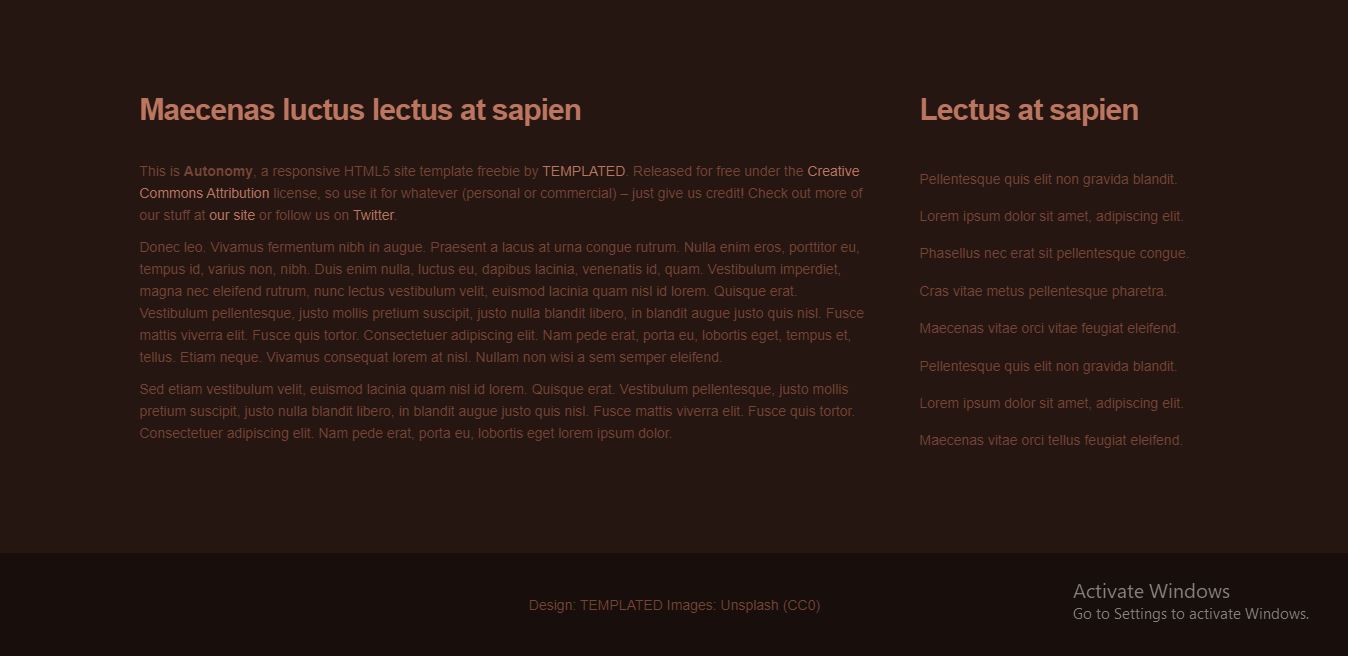 Maecenas luctus lectus at sapien
This is Autonomy, a responsive HTML5 site template freebie by TEMPLATED. Released for free under the Creative
Commons Attribution license, so use it for whatever (personal or commercial) – just give us credit! Check out more of
our stuff at our site or follow us on Twitter.
Donec leo. Vivamus fermentum nibh in augue. Praesent a lacus at urna congue rutrum. Nulla enim eros, porttitor eu,
tempus id, varius non, nibh. Duis enim nulla, luctus eu, dapibus lacinia, venenatis id, quam. Vestibulum imperdiet,
magna nec eleifend rutrum, nunc lectus vestibulum velit, euismod lacinia quam nisl id lorem. Quisque erat.
Vestibulum pellentesque, justo mollis pretium suscipit, justo nulla blandit libero, in blandit augue justo quis nisl. Fusce
mattis viverra elit. Fusce quis tortor. Consectetuer adipiscing elit. Nam pede erat, porta eu, lobortis eget, tempus et,
tellus. Etiam neque. Vivamus consequat lorem at nisl. Nullam non wisi a sem semper eleifend.
Sed etiam vestibulum velit, euismod lacinia quam nisl id lorem. Quisque erat. Vestibulum pellentesque, justo mollis
pretium suscipit, justo nulla blandit libero, in blandit augue justo quis nisl. Fusce mattis viverra elit. Fusce quis tortor.
Consectetuer adipiscing elit. Nam pede erat, porta eu, lobortis eget lorem ipsum dolor.
Lectus at sapien
Pellentesque quis elit non gravida blandit.
Lorem ipsum dolor sit amet, adipiscing elit.
Phasellus nec erat sit pellentesque congue.
Cras vitae metus pellentesque pharetra.
Maecenas vitae orci vitae feugiat eleifend.
Pellentesque quis elit non gravida blandit.
Lorem ipsum dolor sit amet, adipiscing elit.
Maecenas vitae orci tellus feugiat eleifend.
Design: TEMPLATED Images: Unsplash (CC0)
Activate Windows
Go to Settings to activate Windows.